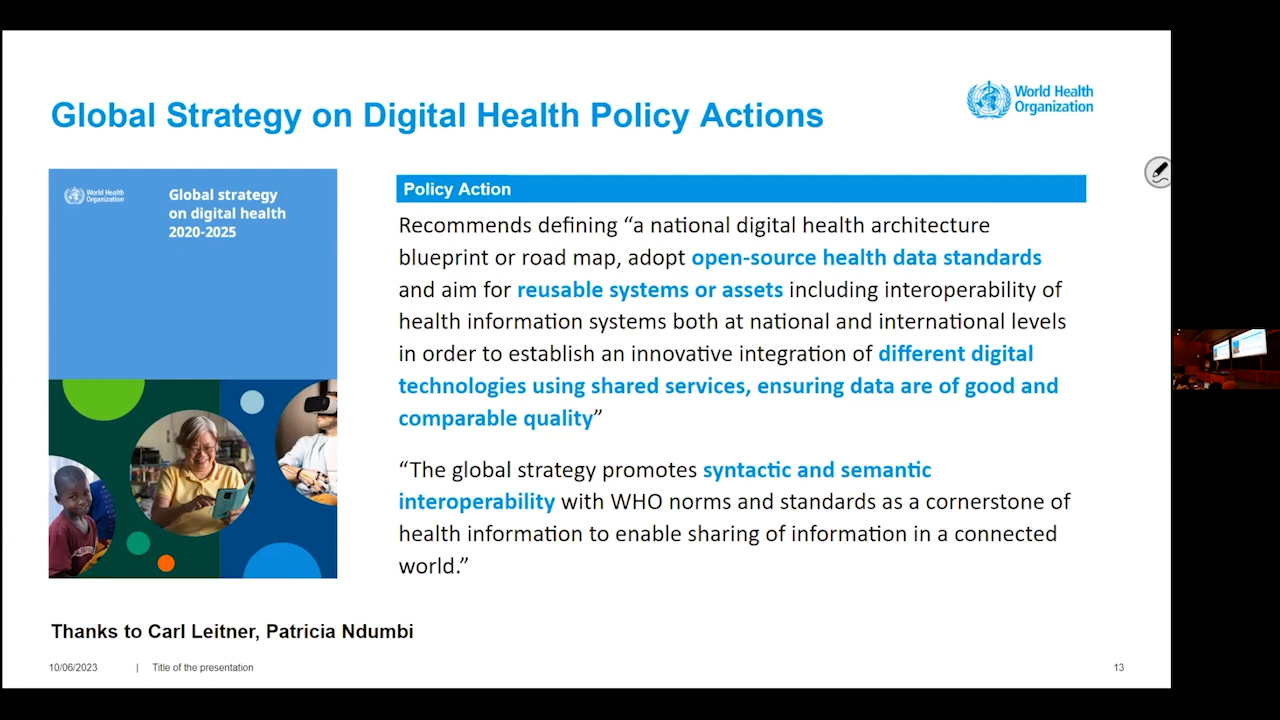 Global Strategy on Digital Health Policy Actions
World Health
Organization
World Health
Organization
Global strategy
on digital health
2020-2025
Policy Action
Recommends defining “a national digital health architecture
blueprint or road map, adopt open-source health data standards
and aim for reusable systems or assets including interoperability of
health information systems both at national and international levels
in order to establish an innovative integration of different digital
technologies using shared services, ensuring data are of good and
comparable quality”
“The global strategy promotes syntactic and semantic
interoperability with WHO norms and standards as a cornerstone of
health information to enable sharing of information in a connected
world.”
Thanks to Carl Leitner, Patricia Ndumbi
10/06/2023 | Title of the presentation 13